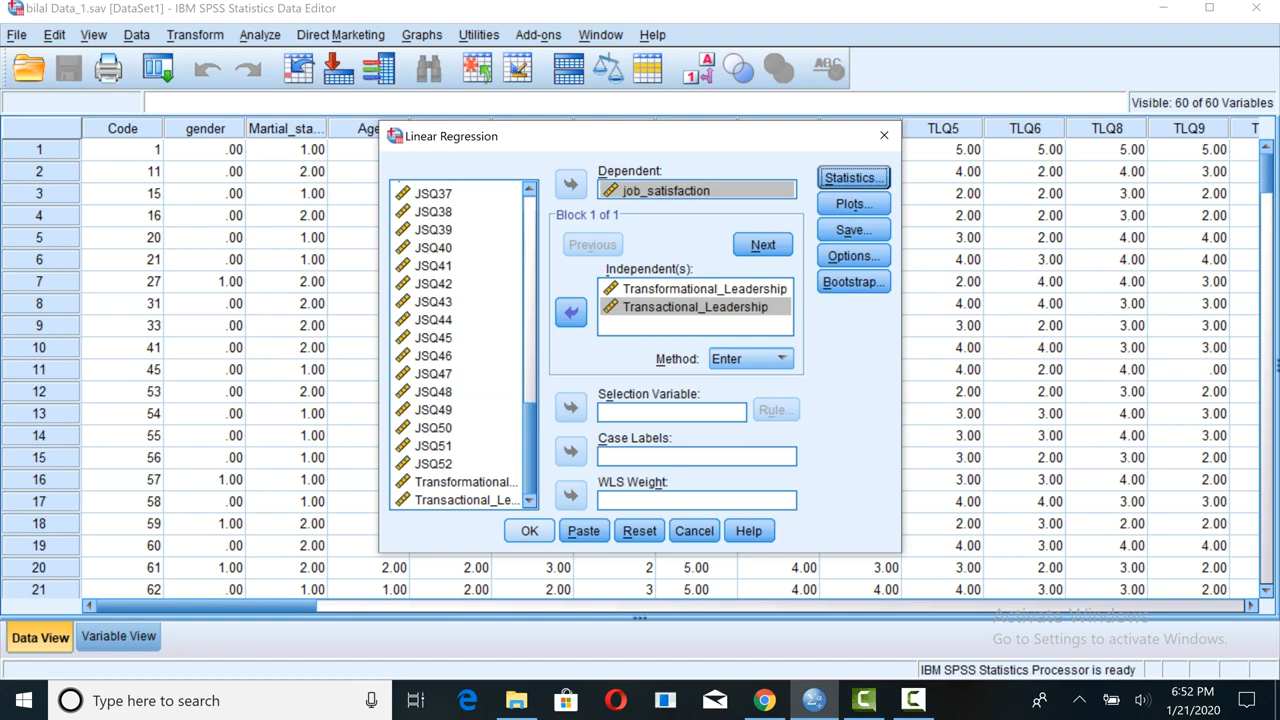 bilal Data_1.sav [DataSet1] - IBM SPSS Statistics Data Editor
File Edit View Data Transform Analyze Direct Marketing Graphs Utilities Add-ons Window Help
Visible: 60 of 60 Variables
Code gender Martial_sta... Age TLQ5 TLQ6 TLQ8 TLQ9 T
1 1 .00 1.00 5.00 5.00 5.00 5.00
2 11 .00 2.00 4.00 2.00 4.00 3.00
3 15 .00 1.00 2.00 2.00 4.00 2.00
4 16 .00 2.00 2.00 2.00 4.00 2.00
5 20 .00 1.00 3.00 2.00 4.00 4.00
6 21 .00 1.00 4.00 3.00 4.00 4.00
7 27 1.00 2.00 2.00 4.00 4.00 4.00
8 31 .00 2.00 4.00 4.00 3.00 3.00
9 33 .00 2.00 3.00 2.00 3.00 2.00
10 41 .00 1.00 4.00 4.00 3.00 4.00
11 45 .00 1.00 4.00 2.00 4.00 .00
12 53 .00 2.00 2.00 2.00 3.00 2.00
13 54 .00 1.00 3.00 4.00 3.00 3.00
14 55 .00 1.00 3.00 4.00 4.00 4.00
15 56 .00 1.00 3.00 2.00 3.00 2.00
16 57 1.00 2.00 3.00 3.00 3.00 3.00
17 58 .00 1.00 4.00 4.00 3.00 3.00
18 59 1.00 2.00 2.00 3.00 2.00 3.00
19 60 .00 2.00 4.00 3.00 2.00 3.00
20 61 1.00 2.00 2.00 2.00 3.00 2 5.00 4.00 3.00 3.00 2.00 3.00 2.00
21 62 .00 1.00 1.00 2.00 2.00 3 5.00 4.00 4.00 4.00 3.00 3.00 2.00
Linear Regression
JSQ37
JSQ38
JSQ39
JSQ40
JSQ41
JSQ42
JSQ43
JSQ44
JSQ45
JSQ46
JSQ47
JSQ48
JSQ49
JSQ50
JSQ51
JSQ52
Transformational...
Transactional_Le...
Dependent:
job_satisfaction
Block 1 of 1
Previous Next
Independent(s):
Transformational_Leadership
Transactional_Leadership
Method: Enter
Selection Variable:
Rule...
Case Labels:
WLS Weight:
Statistics...
Plots...
Save...
Options...
Bootstrap...
OK Paste Reset Cancel Help
Activate Windows
Go to Settings to activate Windows.
Data View Variable View
IBM SPSS Statistics Processor is ready
Type here to search
6:52 PM
1/21/2020